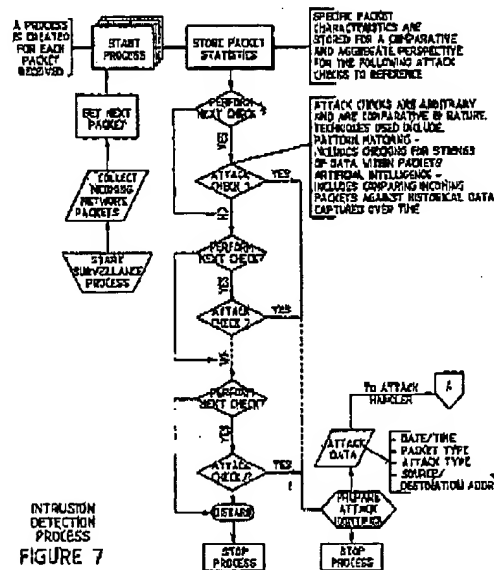 A PROCESS
IS CREATED
FOR EACH
PACKET
RECEIVED
START
PROCESS
STORE PACKET
STATISTICS
SPECIFIC PACKET
CHARACTERISTICS ARE
STORED FOR A COMPARATIVE
AND AGGREGATE PERSPECTIVE
FOR THE FOLLOWING ATTACK
CHECKS TO REFERENCE
GET NEXT
PACKET
COLLECT
INCOMING
NETWORK
PACKETS
START
SURVEILLANCE
PROCESS
PERFORM
NEXT CHECK
YES
ATTACK
CHECK 1
YES
ATTACK CHECKS ARE ARBITRARY
AND ARE COMPARATIVE BY NATURE.
TECHNIQUES USED INCLUDE
PATTERN MATCHING -
INCLUDES CHECKING FOR STRINGS
OF DATA WITHIN PACKETS
ARTIFICIAL INTELLIGENCE -
INCLUDES COMPARING INCOMING
PACKETS AGAINST HISTORICAL DATA
CAPTURED OVER TIME
PERFORM
NEXT CHECK?
YES
ATTACK
CHECK 2
YES
PERFORM
NEXT CHECK?
YES
ATTACK
CHECK
YES
DISCARD
STOP
PROCESS
TO ATTACK
HANDLER
A
ATTACK
DATA
- DATE/TIME
- PACKET TYPE
- ATTACK TYPE
- SOURCE/
DESTINATION ADDR
PREPARE
ATTACK
STOP
PROCESS
INTRUSION
DETECTION
PROCESS
FIGURE 7